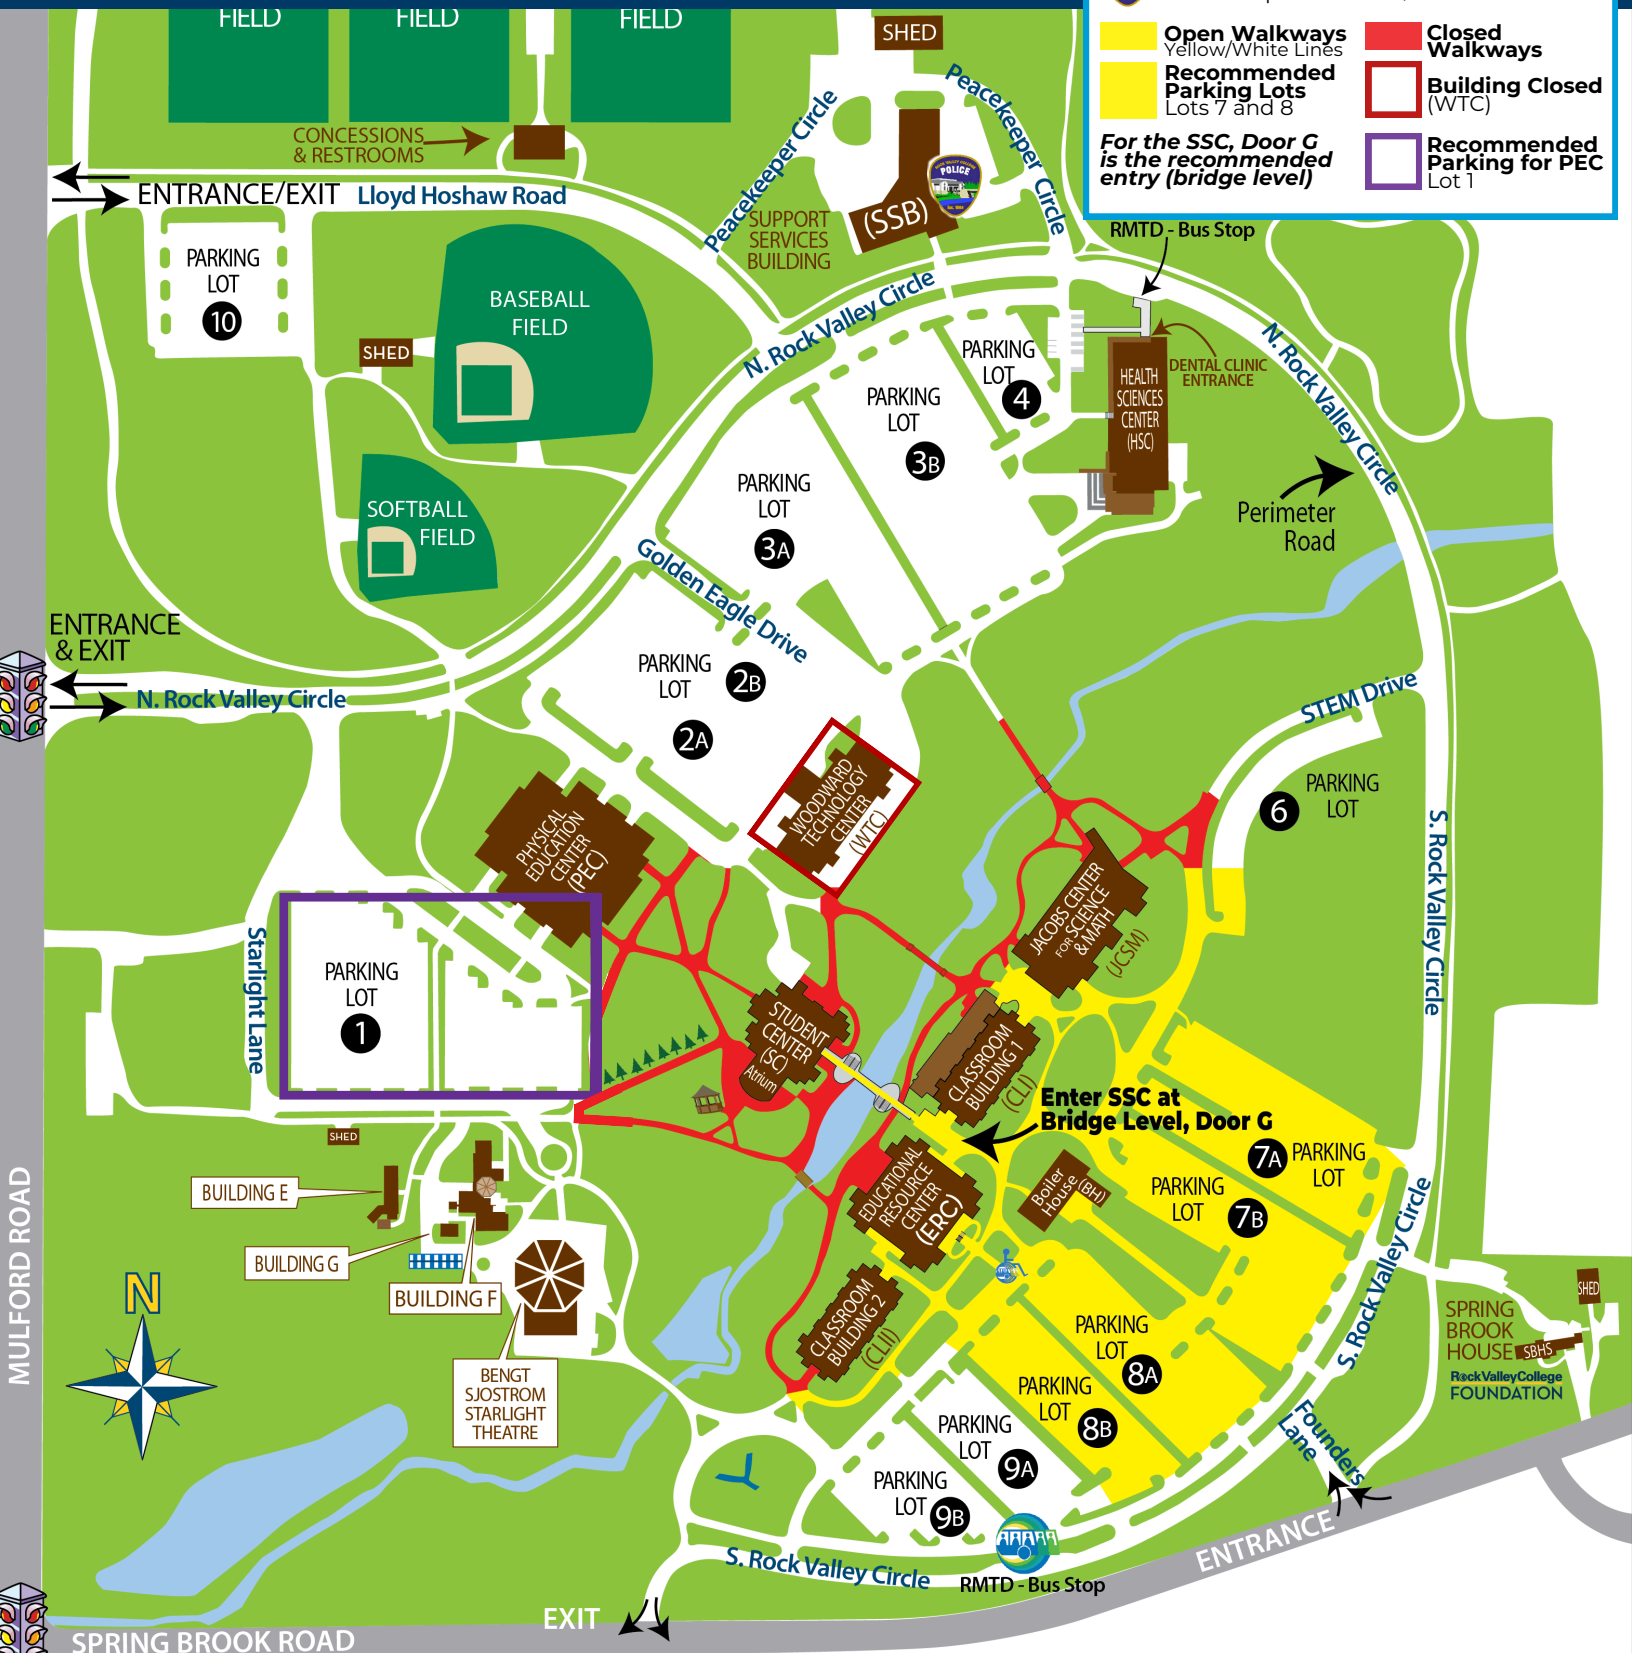 FIELD
FIELD
FIELD
SHED
Open Walkways
Yellow/White Lines
Recommended
Parking Lots
Lots 7 and 8
For the SSC, Door G
is the recommended
entry (bridge level)
Closed
Walkways
Building Closed
(WTC)
Recommended
Parking for PEC
Lot 1
CONCESSIONS
& RESTROOMS
Peacekeeper Circle
Peacekeeper Circle
POLICE
(SSB)
SUPPORT
SERVICES
BUILDING
ENTRANCE/EXIT
Lloyd Hoshaw Road
RMTD - Bus Stop
PARKING
LOT
10
BASEBALL
FIELD
SHED
N. Rock Valley Circle
N. Rock Valley Circle
PARKING
LOT
4
DENTAL CLINIC
ENTRANCE
HEALTH
SCIENCES
CENTER
(HSC)
PARKING
LOT
3B
PARKING
LOT
3A
SOFTBALL
FIELD
Perimeter
Road
Golden Eagle Drive
ENTRANCE
& EXIT
N. Rock Valley Circle
PARKING
LOT
2B
2A
STEM Drive
WOODWARD
TECHNOLOGY
CENTER
(WTC)
PARKING
LOT
6
PHYSICAL
EDUCATION
CENTER
(PEC)
S. Rock Valley Circle
JACOBS CENTER
FOR SCIENCE
& MATH
(JCSM)
Starlight Lane
PARKING
LOT
1
STUDENT
CENTER
(SC)
Atrium
CLASSROOM
BUILDING 1
(CLI)
Enter SSC at
Bridge Level, Door G
SHED
PARKING
LOT
7A
PARKING
LOT
7B
EDUCATIONAL
RESOURCE
CENTER
(ERC)
Boiler
House (BH)
BUILDING E
BUILDING G
BUILDING F
MULFORD ROAD
N
S. Rock Valley Circle
CLASSROOM
BUILDING 2
(CLII)
PARKING
LOT
8A
PARKING
LOT
8B
SHED
SPRING
BROOK
HOUSE
SBHS
RockValleyCollege
FOUNDATION
BENGT
SJOSTROM
STARLIGHT
THEATRE
PARKING
LOT
9A
PARKING
LOT
9B
Founders
Lane
ENTRANCE
S. Rock Valley Circle
RMTD - Bus Stop
EXIT
SPRING BROOK ROAD